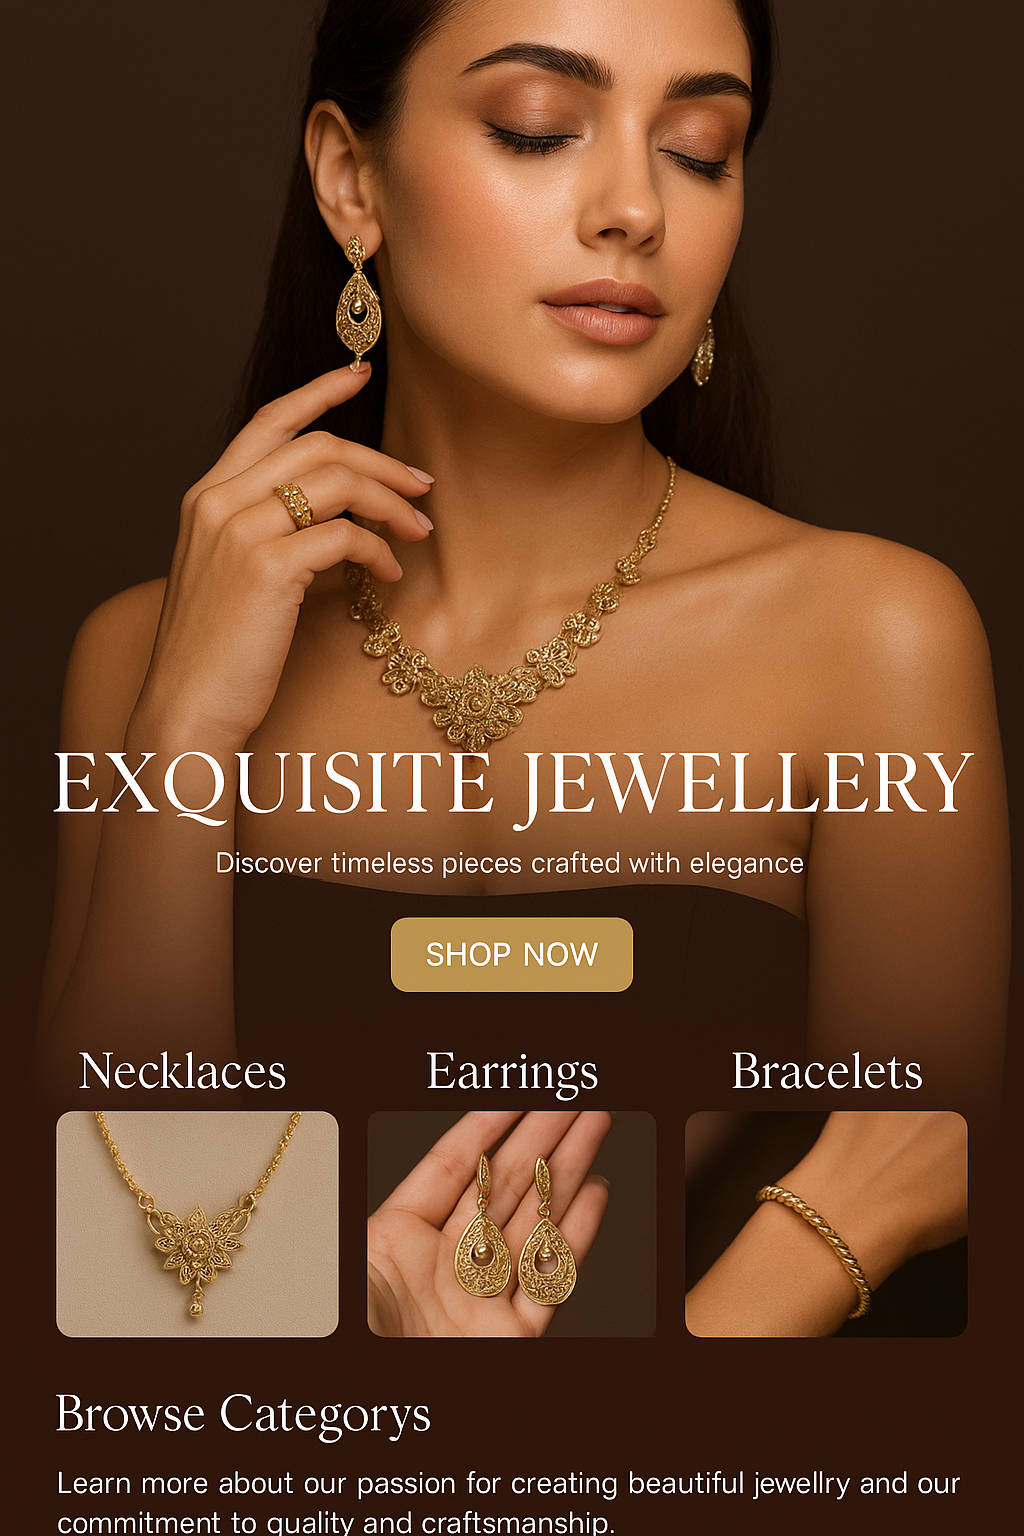 EXQUISITE JEWELLERY
Discover timeless pieces crafted with elegance
SHOP NOW
Necklaces
Earrings
Bracelets
Browse Categorys
Learn more about our passion for creating beautiful jewellry and our
commitment to quality and craftsmanship.